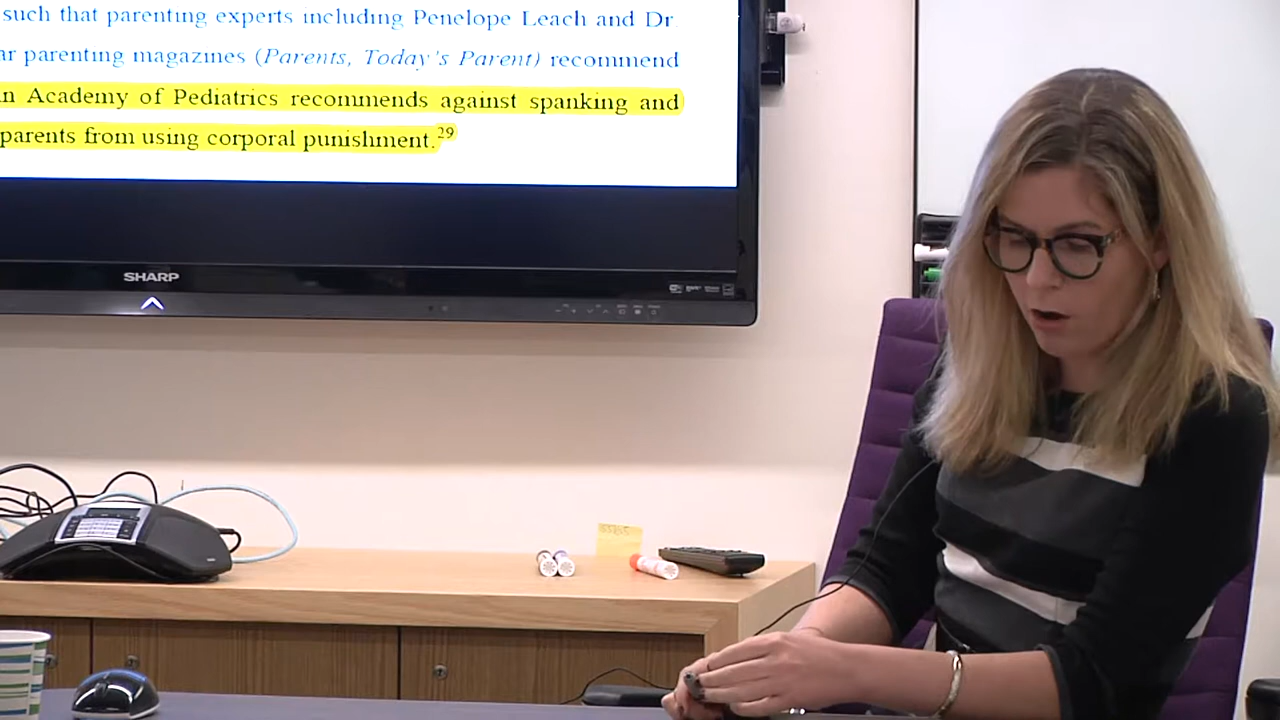 such that parenting experts including Penelope Leach and Dr.
ar parenting magazines (Parents, Today's Parent) recommend
n Academy of Pediatrics recommends against spanking and
parents from using corporal punishment.29
SHARP